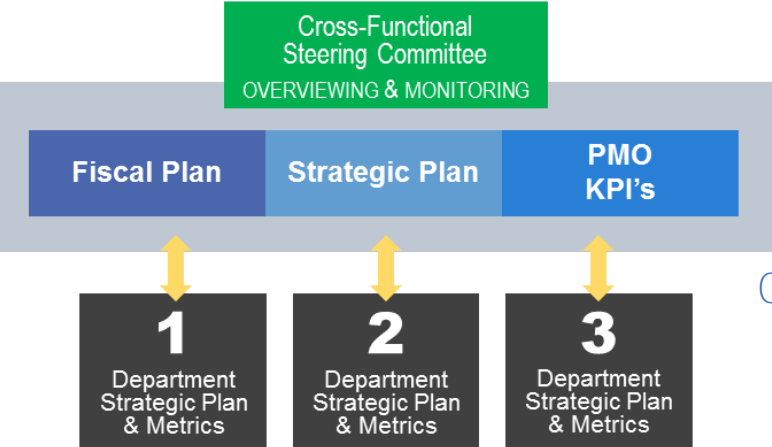 Cross-Functional
Steering Committee
OVERVIEWING & MONITORING
Fiscal Plan
Strategic Plan
PMO
KPI's
1
Department
Strategic Plan
& Metrics
2
Department
Strategic Plan
& Metrics
3
Department
Strategic Plan
& Metrics